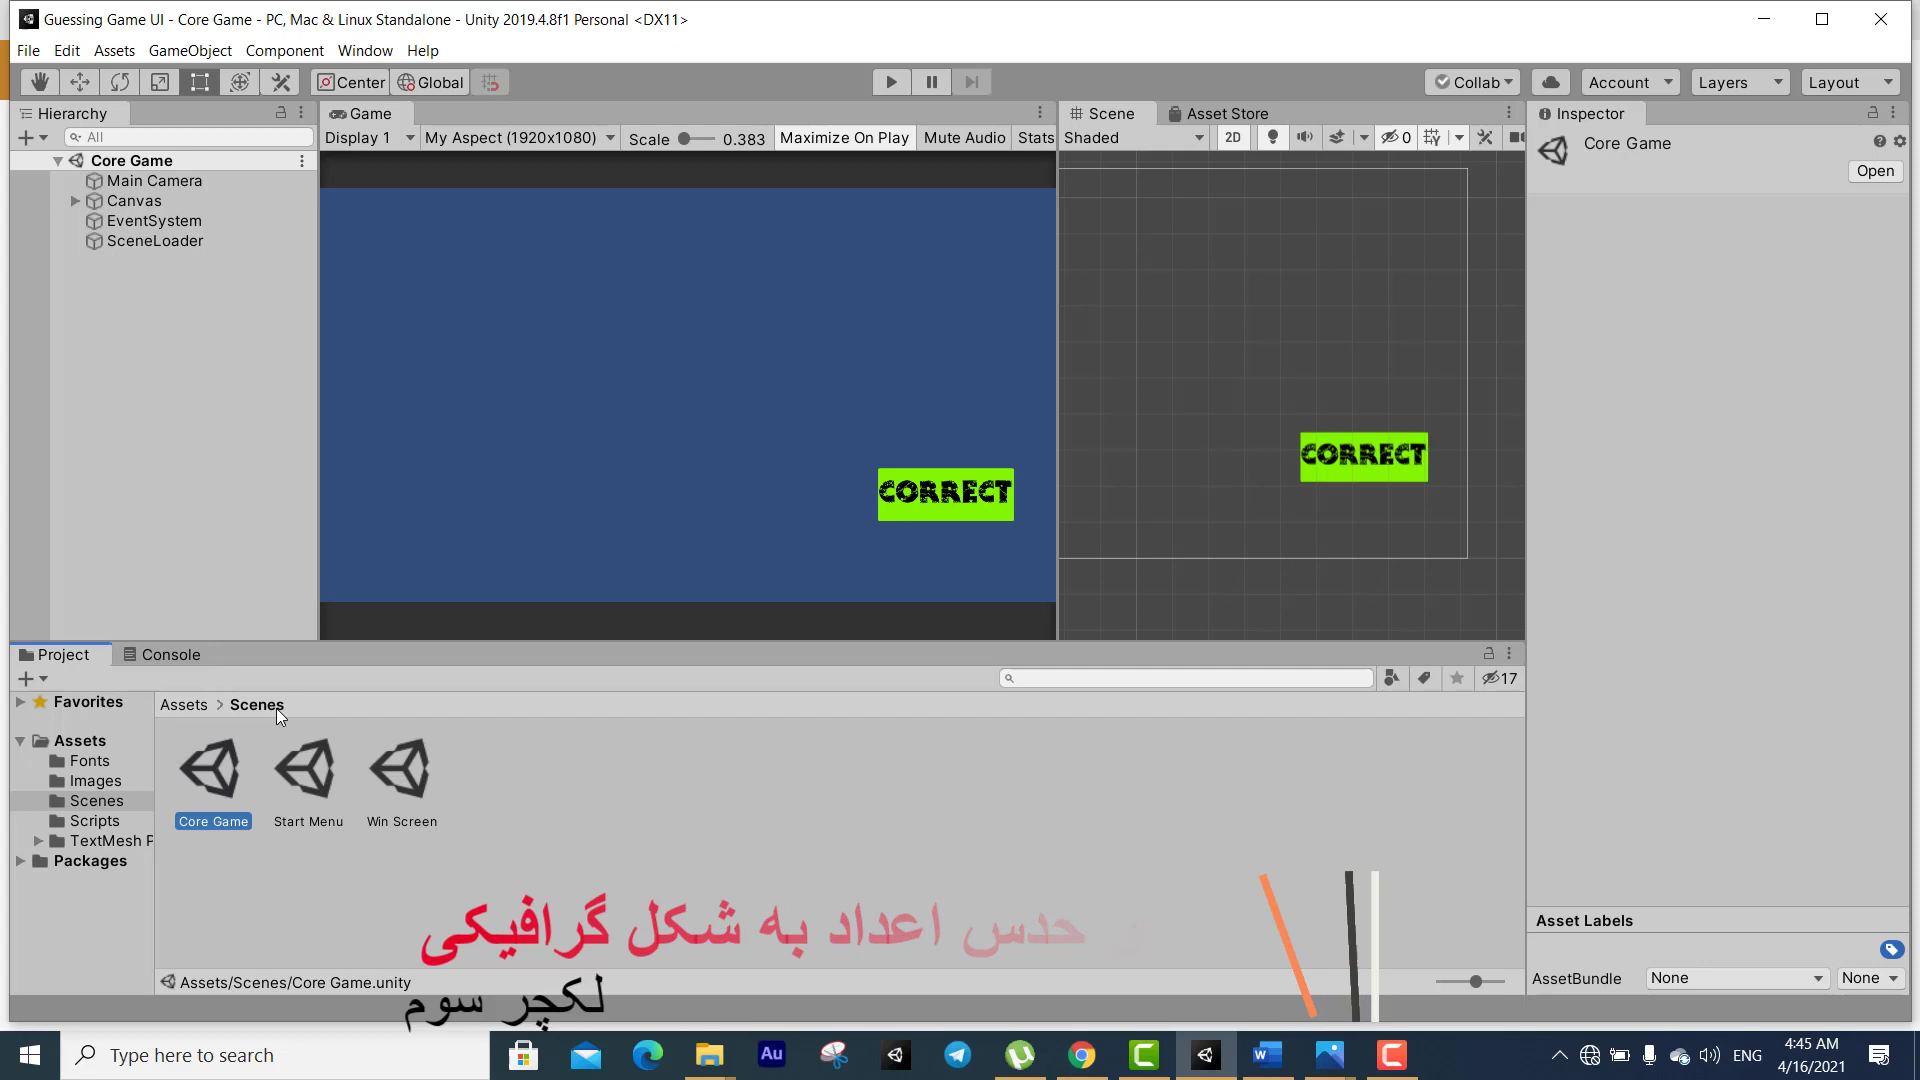 Guessing Game UI - Core Game - PC, Mac & Linux Standalone - Unity 2019.4.8f1 Personal <DX11>
File Edit Assets GameObject Component Window Help
Center Global Collab Account Layers Layout
Hierarchy
All
Core Game
Main Camera
Canvas
EventSystem
SceneLoader
Game
Display 1 My Aspect (1920x1080) Scale 0.383 Maximize On Play Mute Audio Stats
CORRECT
Scene Asset Store
Shaded 2D 0
CORRECT
Inspector
Core Game
Open
Project Console
17
Favorites
Assets
Fonts
Images
Scenes
Scripts
TextMesh P
Packages
Assets > Scenes
Core Game Start Menu Win Screen
حدس اعداد به شکل گرافیکی
لکچر سوم
Assets/Scenes/Core Game.unity
Asset Labels
AssetBundle None None
Type here to search
Au
ENG
4:45 AM
4/16/2021